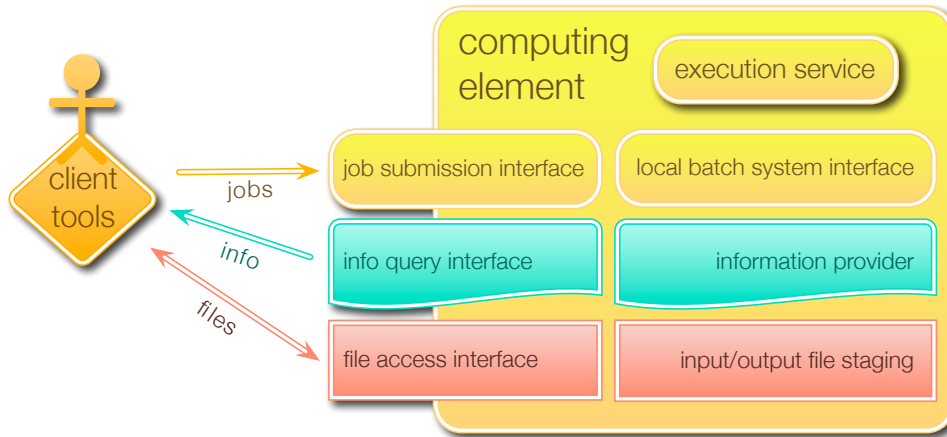 computing
element
execution service
client
tools
jobs
job submission interface
local batch system interface
info
info query interface
information provider
files
file access interface
input/output file staging